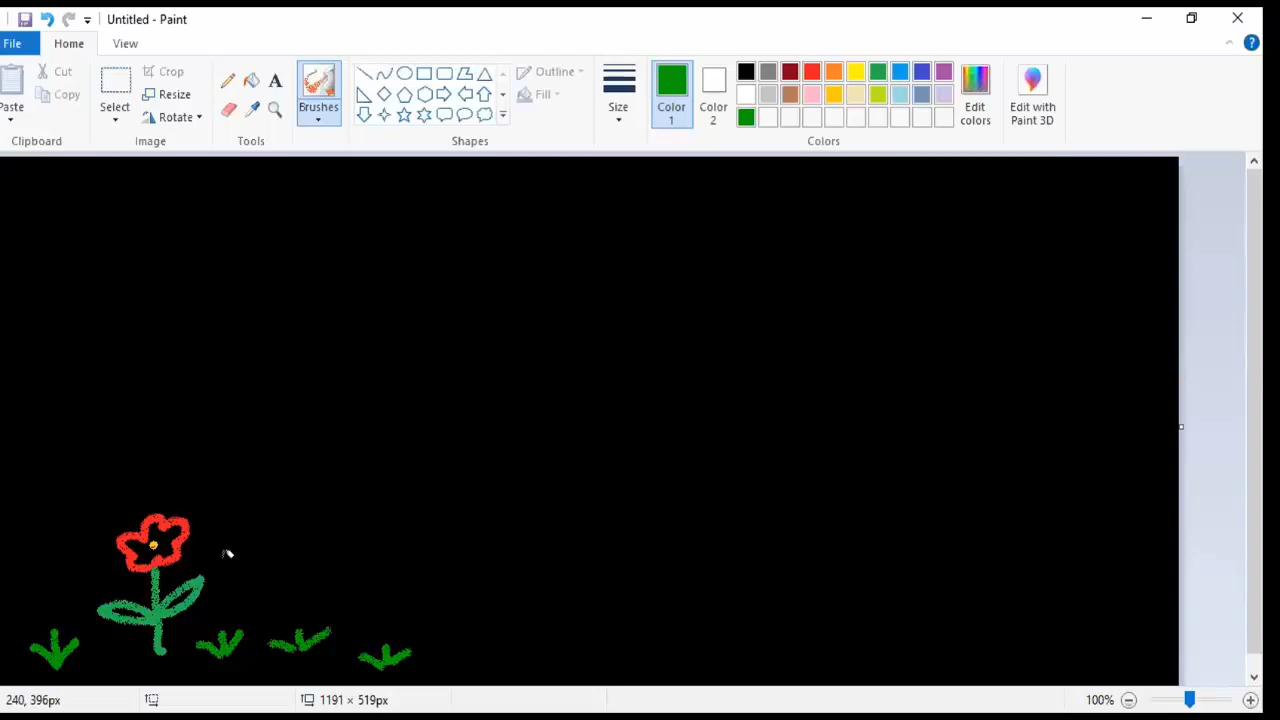 Untitled - Paint
File Home View
Paste
Cut
Copy
Clipboard
Select
Crop
Resize
Rotate
Image
A
Tools
Brushes
Outline
Fill
Shapes
Size
Color 1
Color 2
Edit colors
Colors
Edit with Paint 3D
?
240, 396px
1191 × 519px
100%